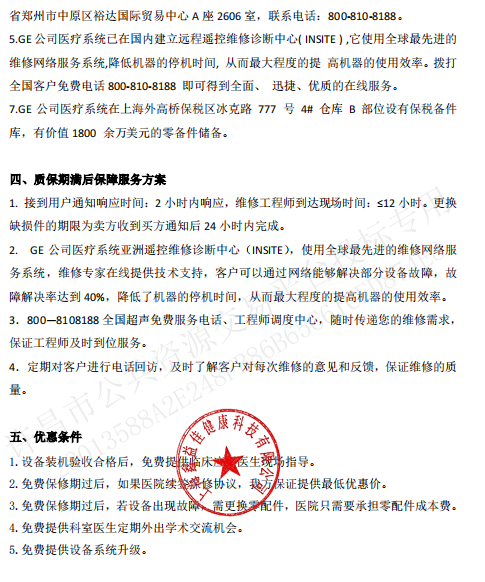 省郑州市中原区裕达国际贸易中心 A 座 2606 室，联系电话：800-810-8188。
5.GE 公司医疗系统已在国内建立远程遥控维修诊断中心( INSITE ) ,它使用全球最先进的
维修网络服务系统,降低机器的停机时间, 从而最大程度的提 高机器的使用效率。拨打
全国客户免费电话 800-810-8188 即可得到全面、 迅捷、优质的在线服务。
7.GE 公司医疗系统在上海外高桥保税区冰克路 777 号 4# 仓库 B 部位设有保税备件
库，有价值 1800 余万美元的零备件储备。
四、质保期满后保障服务方案
1. 接到用户通知响应时间：2 小时内响应，维修工程师到达现场时间：≤12 小时。更换
缺损件的期限为卖方收到买方通知后 24 小时内完成。
2. GE 公司医疗系统亚洲遥控维修诊断中心（INSITE），使用全球最先进的维修网络服
务系统，维修专家在线提供技术支持，客户可以通过网络能够解决部分设备故障，故
障解决率达到 40%，降低了机器的停机时间，从而最大程度的提高机器的使用效率。
3．800—8108188 全国超声免费服务电话、工程师调度中心，随时传递您的维修需求，
保证工程师及时到位服务。
4．定期对客户进行电话回访，及时了解客户对每次维修的意见和反馈，保证维修的质
量。
五、优惠条件
1. 设备装机验收合格后，免费提供临床 医生现场指导。
2. 免费保修期过后，如果医院续签保修协议，我方保证提供最低优惠价。
3. 免费保修期过后，若设备出现故障，需更换零配件，医院只需要承担零配件成本费。
4. 免费提供科室医生定期外出学术交流机会。
5. 免费提供设备系统升级。